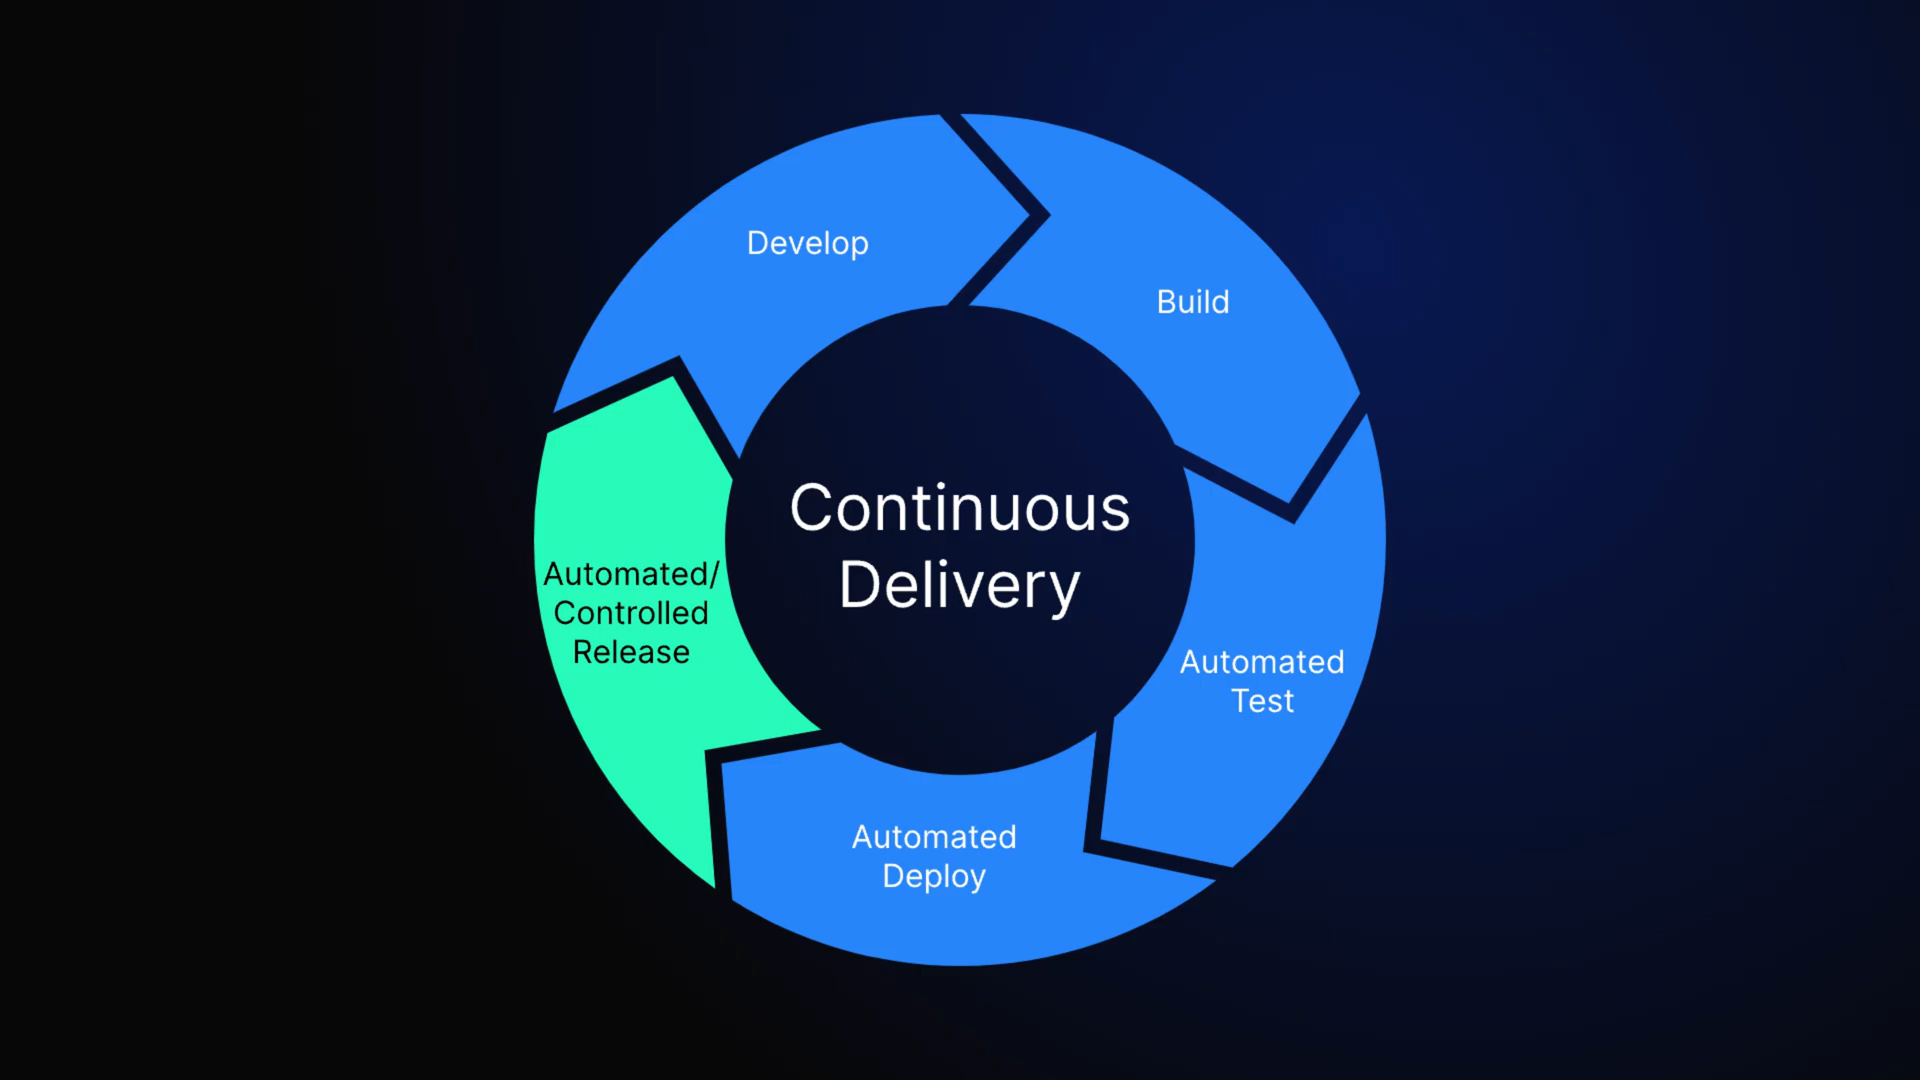 Develop
Build
Continuous
Delivery
Automated/
Controlled
Release
Automated
Test
Automated
Deploy